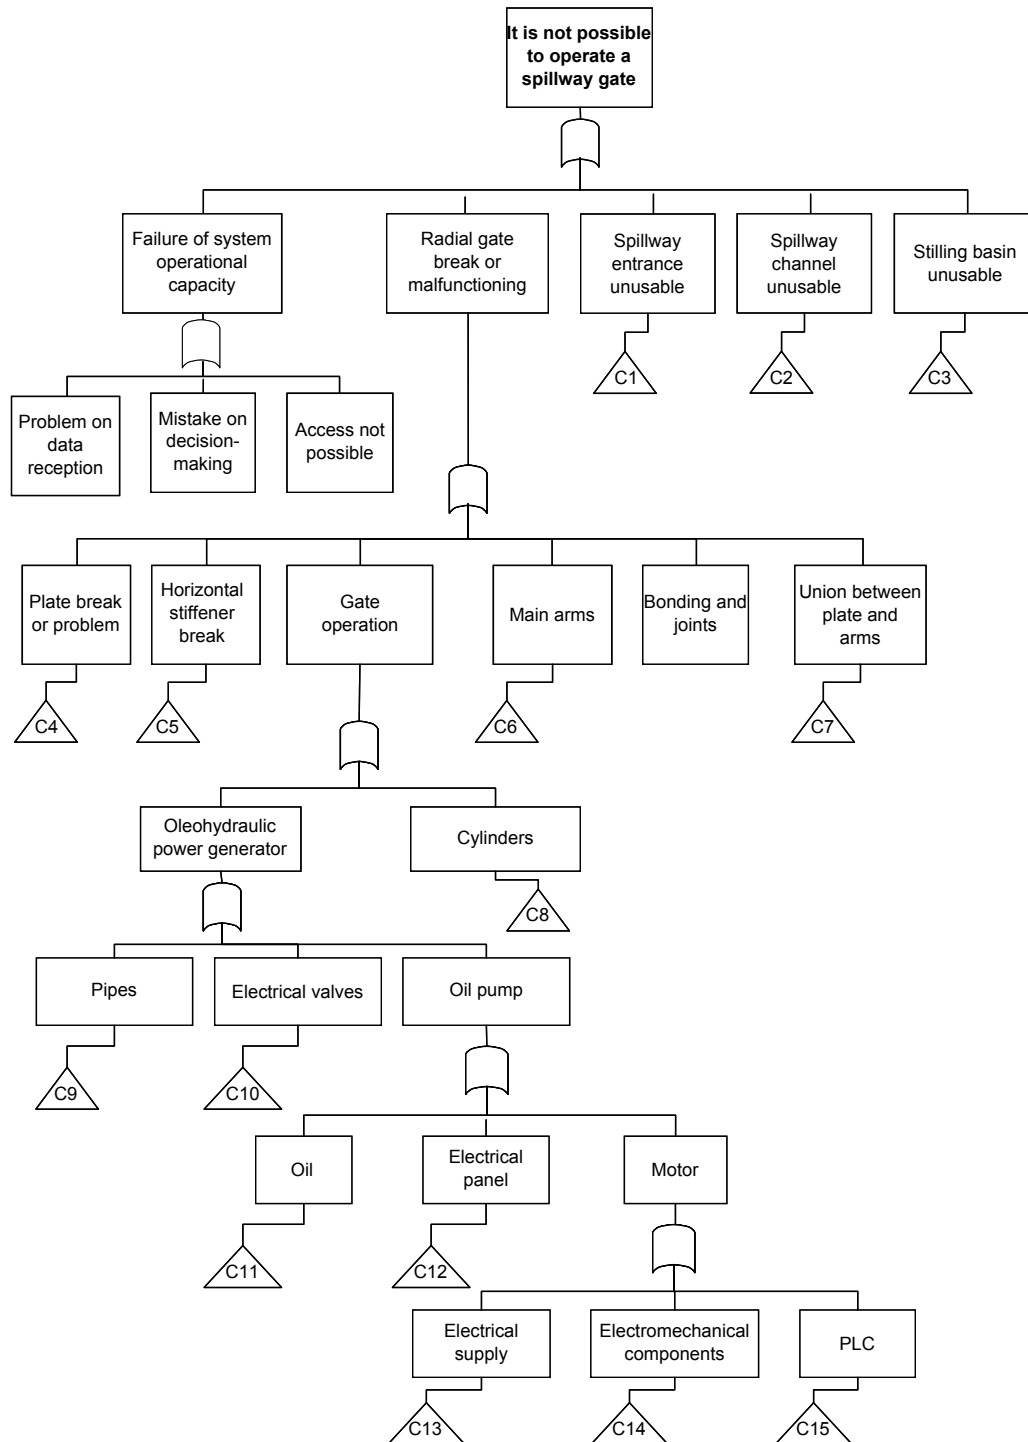 It is not possible
to operate a
spillway gate
Failure of system
operational
capacity
Radial gate
break or
malfunctioning
Spillway
entrance
unusable
Spillway
channel
unusable
Stilling basin
unusable
C1
C2
C3
Problem on
data
reception
Mistake on
decision-
making
Access not
possible
Plate break
or problem
Horizontal
stiffener
break
Gate
operation
Main arms
Bonding and
joints
Union between
plate and
arms
C4
C5
C6
C7
Oleohydraulic
power generator
Cylinders
C8
Pipes
Electrical valves
Oil pump
C9
C10
Oil
Electrical
panel
Motor
C11
C12
Electrical
supply
Electromechanical
components
PLC
C13
C14
C15